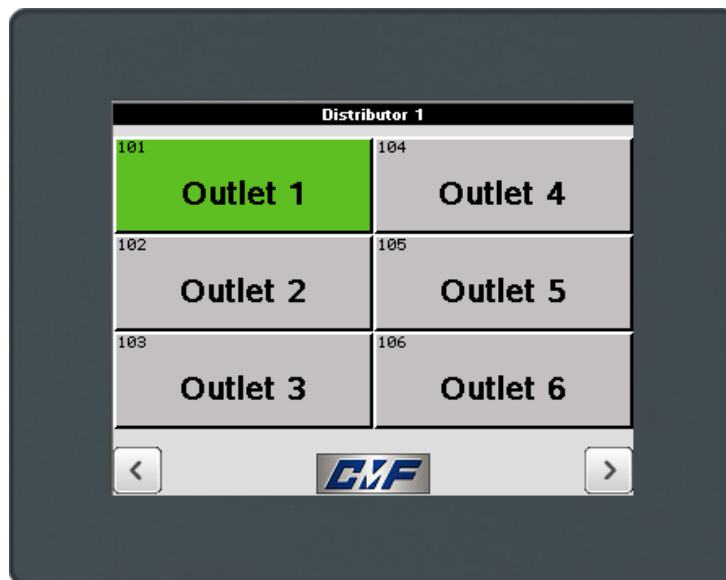 Distributor 1
101
Outlet 1
104
Outlet 4
102
Outlet 2
105
Outlet 5
103
Outlet 3
106
Outlet 6
<
CMF
>